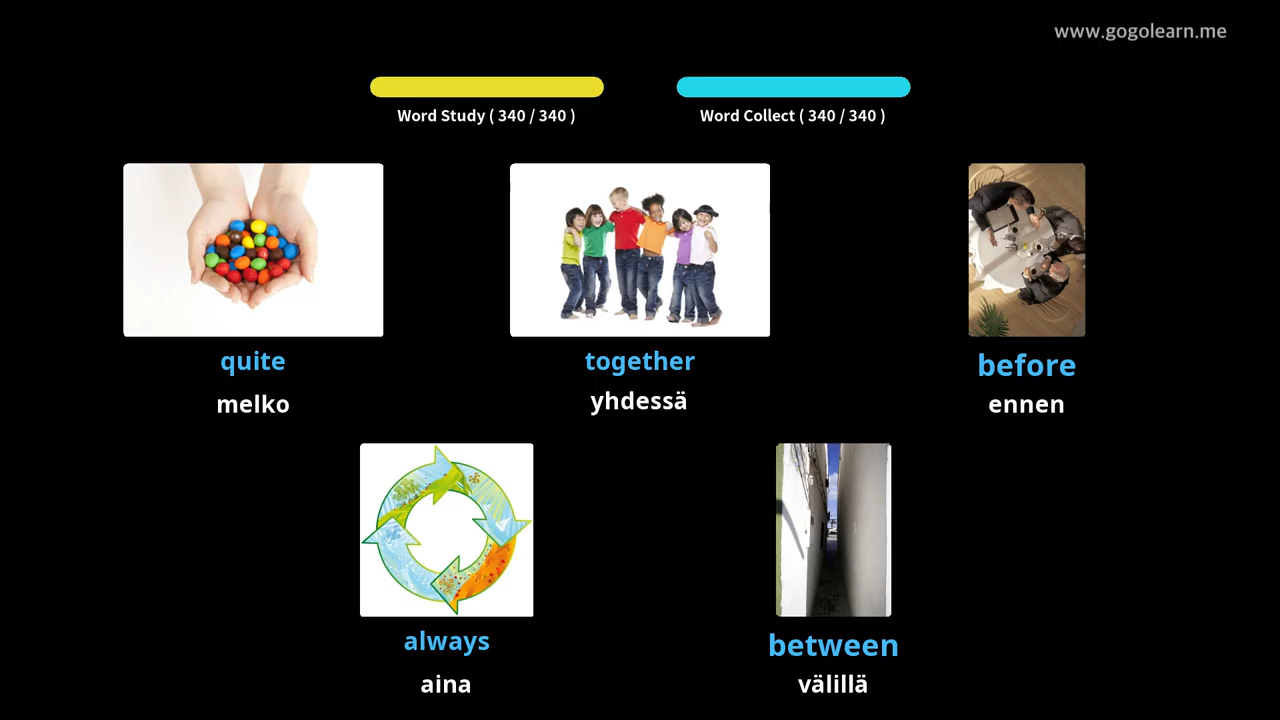 www.gogolearn.me
Word Study ( 340 / 340 )
Word Collect ( 340 / 340 )
quite
melko
together
yhdessä
before
ennen
always
aina
between
välillä